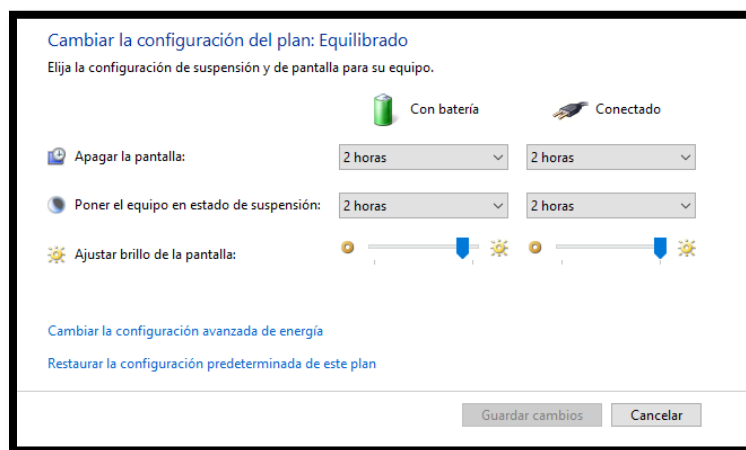 Cambiar la configuración del plan: Equilibrado
Elija la configuración de suspensión y de pantalla para su equipo.
Con batería Conectado
Apagar la pantalla: 2 horas 2 horas
Poner el equipo en estado de suspensión: 2 horas 2 horas
Ajustar brillo de la pantalla:
Cambiar la configuración avanzada de energía
Restaurar la configuración predeterminada de este plan
Guardar cambios Cancelar